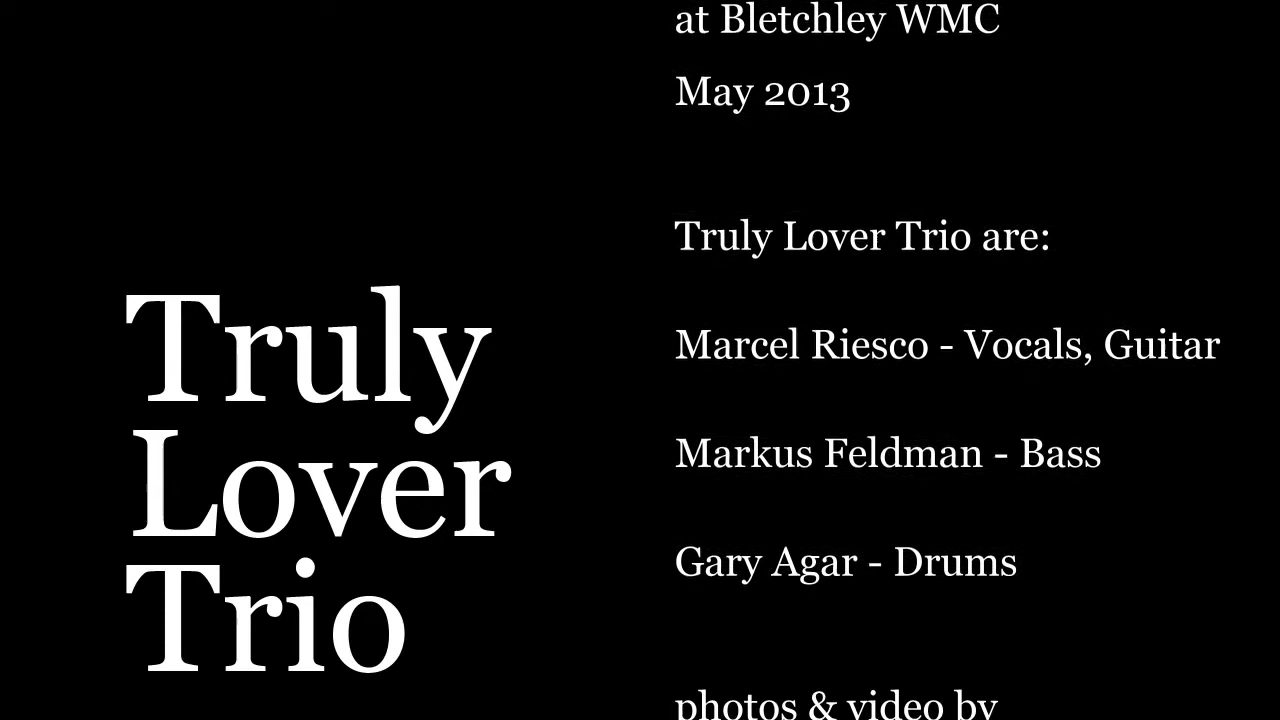 Truly
Lover
Trio
at Bletchley WMC
May 2013
Truly Lover Trio are:
Marcel Riesco - Vocals, Guitar
Markus Feldman - Bass
Gary Agar - Drums
photos & video by